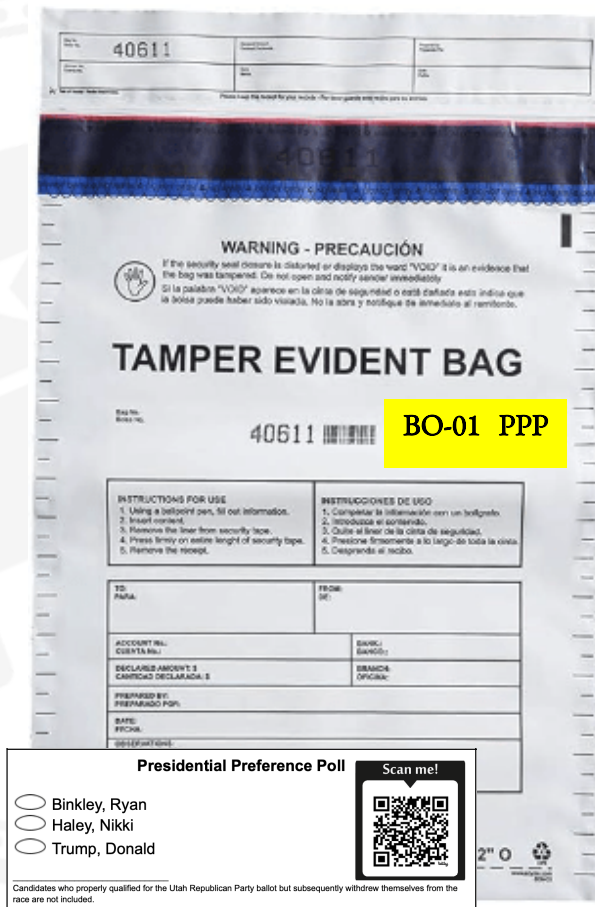 40611
40611
WARNING - PRECAUCIÓN
If the security seal closure is distorted or displays the word "VOID" it is an evidence that
the bag was tampered. Do not open and notify sender immediately
Si la palabra "VOID" aparece en la cinta de seguridad o está dañada esto indica que
la bolsa puede haber sido violada. No la abra y notifique de inmediato al remitente.
TAMPER EVIDENT BAG
Bag No.
Bolsa no.
40611
BO-01 PPP
INSTRUCTIONS FOR USE
1. Using a ballpoint pen, fill out information.
2. Insert content.
3. Remove the liner from security tape.
4. Press firmly on entire lenght of security tape.
5. Remove the receipt.
INSTRUCCIONES DE USO
1. Completar la información con un bolígrafo.
2. Introduzca el contenido.
3. Quite el liner de la cinta de seguridad.
4. Presione firmemente a lo largo de toda la cinta.
5. Desprenda el recibo.
TO:
PARA:
FROM:
DE:
ACCOUNT No.:
CUENTA No.:
BANK:
BANCO:
DECLARED AMOUNT: $
CANTIDAD DECLARADA: $
BRANCH:
OFICINA:
PREPARED BY:
PREPARADO POR:
DATE:
FECHA:
OBSERVATIONS:
Presidential Preference Poll
Scan me!
Binkley, Ryan
Haley, Nikki
Trump, Donald
Candidates who properly qualified for the Utah Republican Party ballot but subsequently withdrew themselves from the
race are not included.
2" O